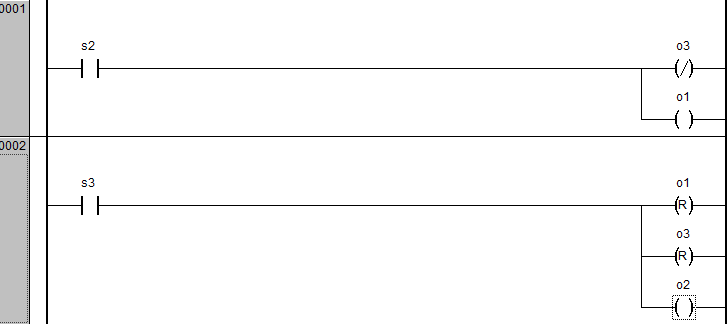 0001
s2
o3
(/)
o1
( )
0002
s3
o1
(R)
o3
(R)
o2
( )